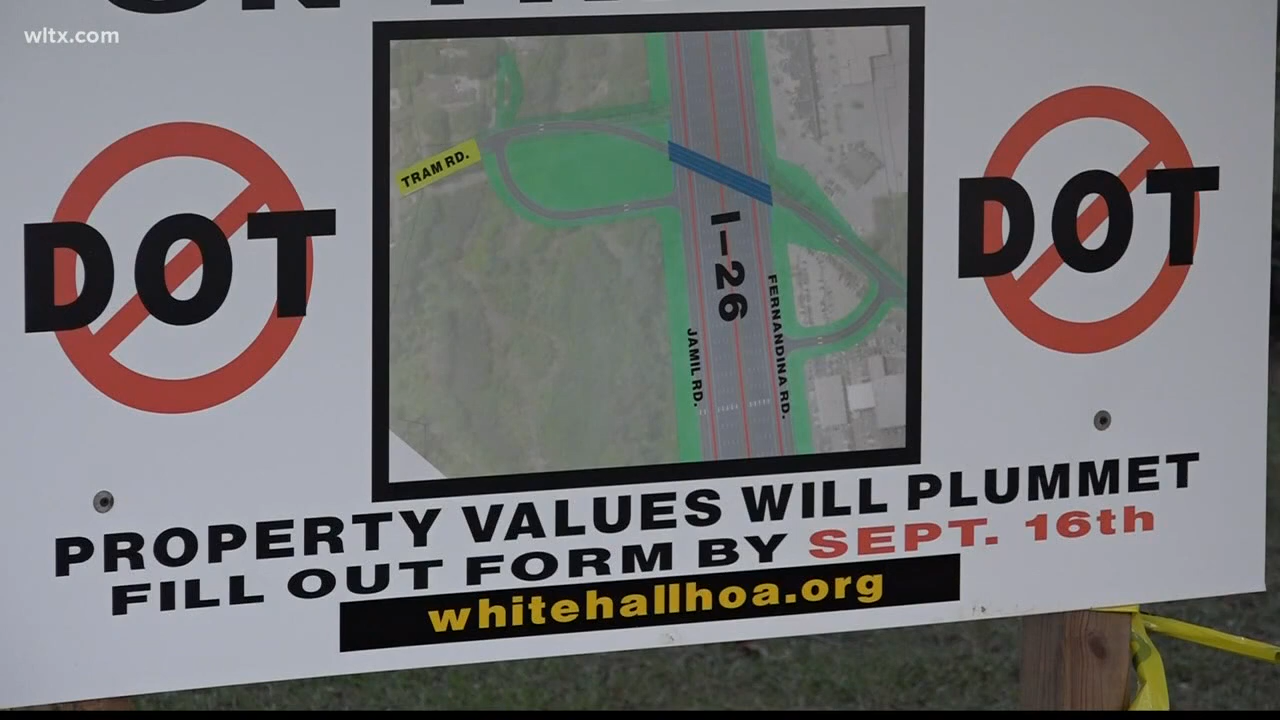 wltx.com
DOT
TRAM RD.
I-26
JAMIL RD.
FERNANDINA RD.
DOT
PROPERTY VALUES WILL PLUMMET
FILL OUT FORM BY SEPT. 16th
whitehallhoa.org